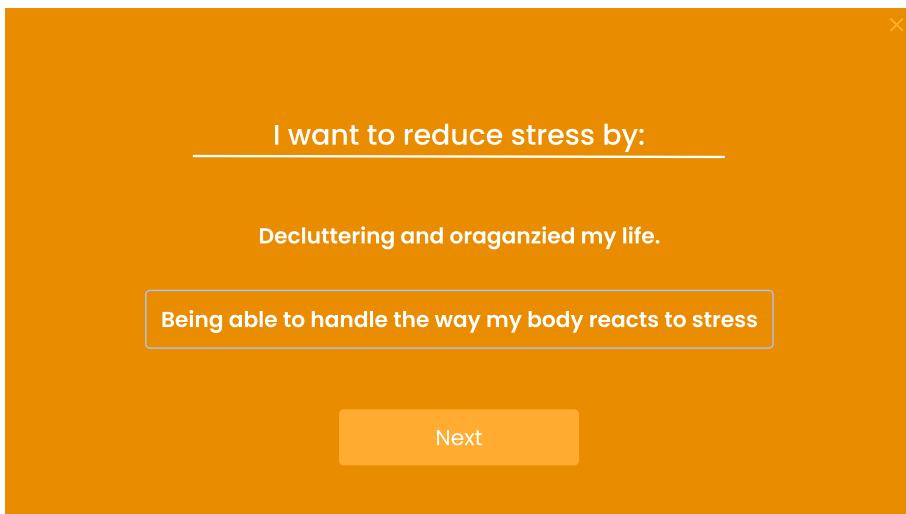 I want to reduce stress by:
Decluttering and oraganzied my life.
Being able to handle the way my body reacts to stress
Next